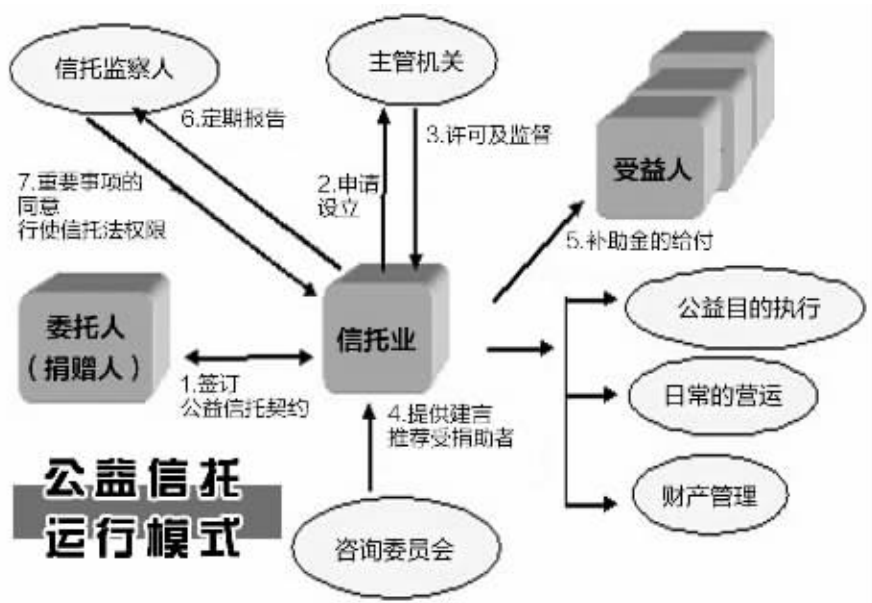 信托监察人
主管机关
受益人
6.定期报告
3.许可及监督
7.重要事项的
同意
行使信托法权限
2.申请
设立
5.补助金的给付
委托人
（捐赠人）
信托业
公益目的执行
1.签订
公益信托契约
日常的营运
4.提供建言
推荐受捐助者
财产管理
公益信托
运行模式
咨询委员会